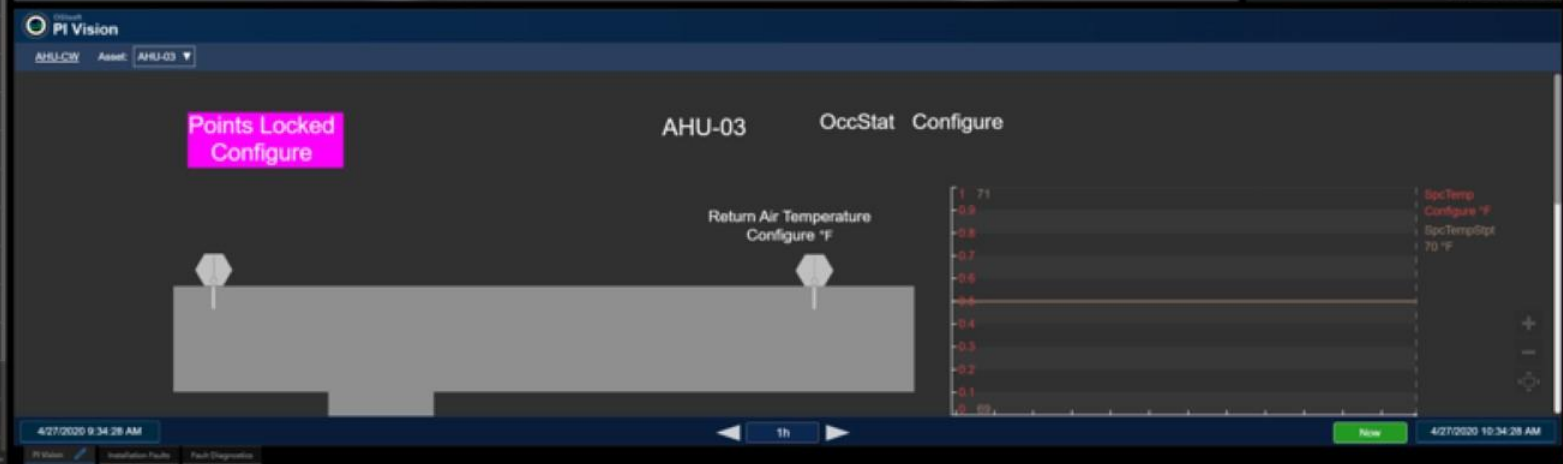 OSIsoft
PI Vision
AHU-CW Asset: AHU-03
Points Locked
Configure
AHU-03
OccStat Configure
Return Air Temperature
Configure °F
1 71
0.9
0.8
0.7
0.6
0.5
0.4
0.3
0.2
0.1
0 69
SpcTemp
Configure °F
SpcTempStpt
70 °F
4/27/2020 9:34:28 AM
1h
Now
4/27/2020 10:34:28 AM
PI Vision
Installation Faults
Fault Diagnostics